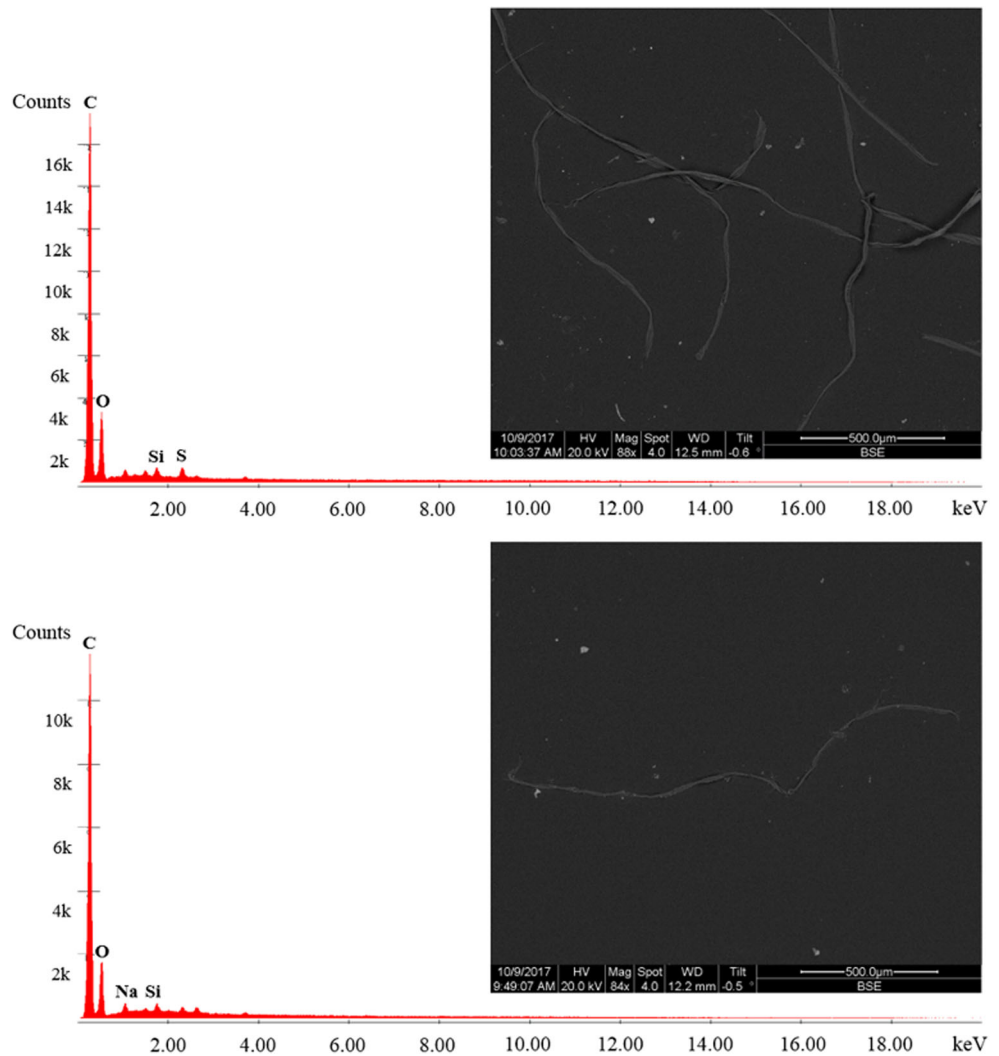 Counts C
16k
14k
12k
10k
8k
6k
O
4k
Si S
2k
2.00 4.00 6.00 8.00 10.00 12.00 14.00 16.00 18.00 keV
10/9/2017 HV Mag Spot WD Tilt 500.0µm
10:03:37 AM 20.0 kV 88x 4.0 12.5 mm -0.6 ° BSE
Counts
C
10k
8k
6k
4k
O
2k
Na Si
2.00 4.00 6.00 8.00 10.00 12.00 14.00 16.00 18.00 keV
10/9/2017 HV Mag Spot WD Tilt 500.0µm
9:49:07 AM 20.0 kV 84x 4.0 12.2 mm -0.5 ° BSE